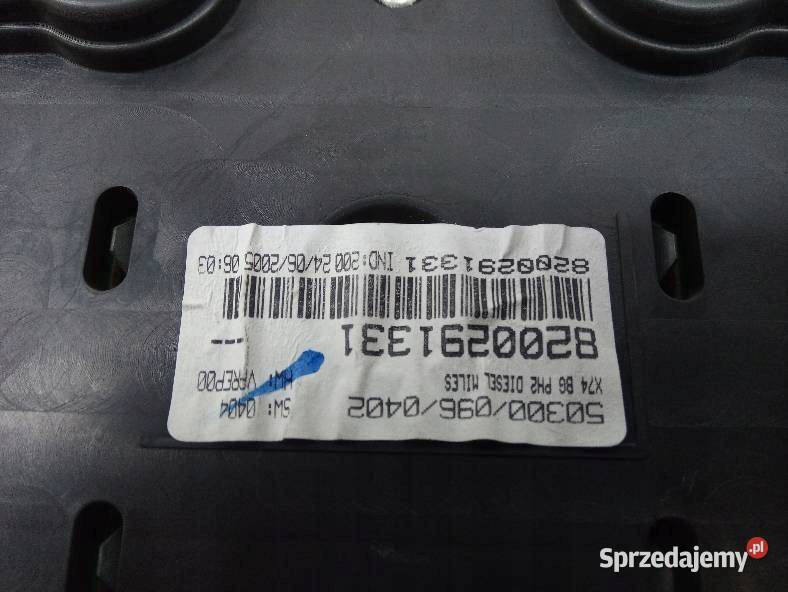 50300/096/0402
SW: 0404
X74 BG PH2 DIESEL MILES
HW: VAREP00
8200291331
---
8200291331 IND:200 24/06/2005 06:03
Sprzedajemy.pl